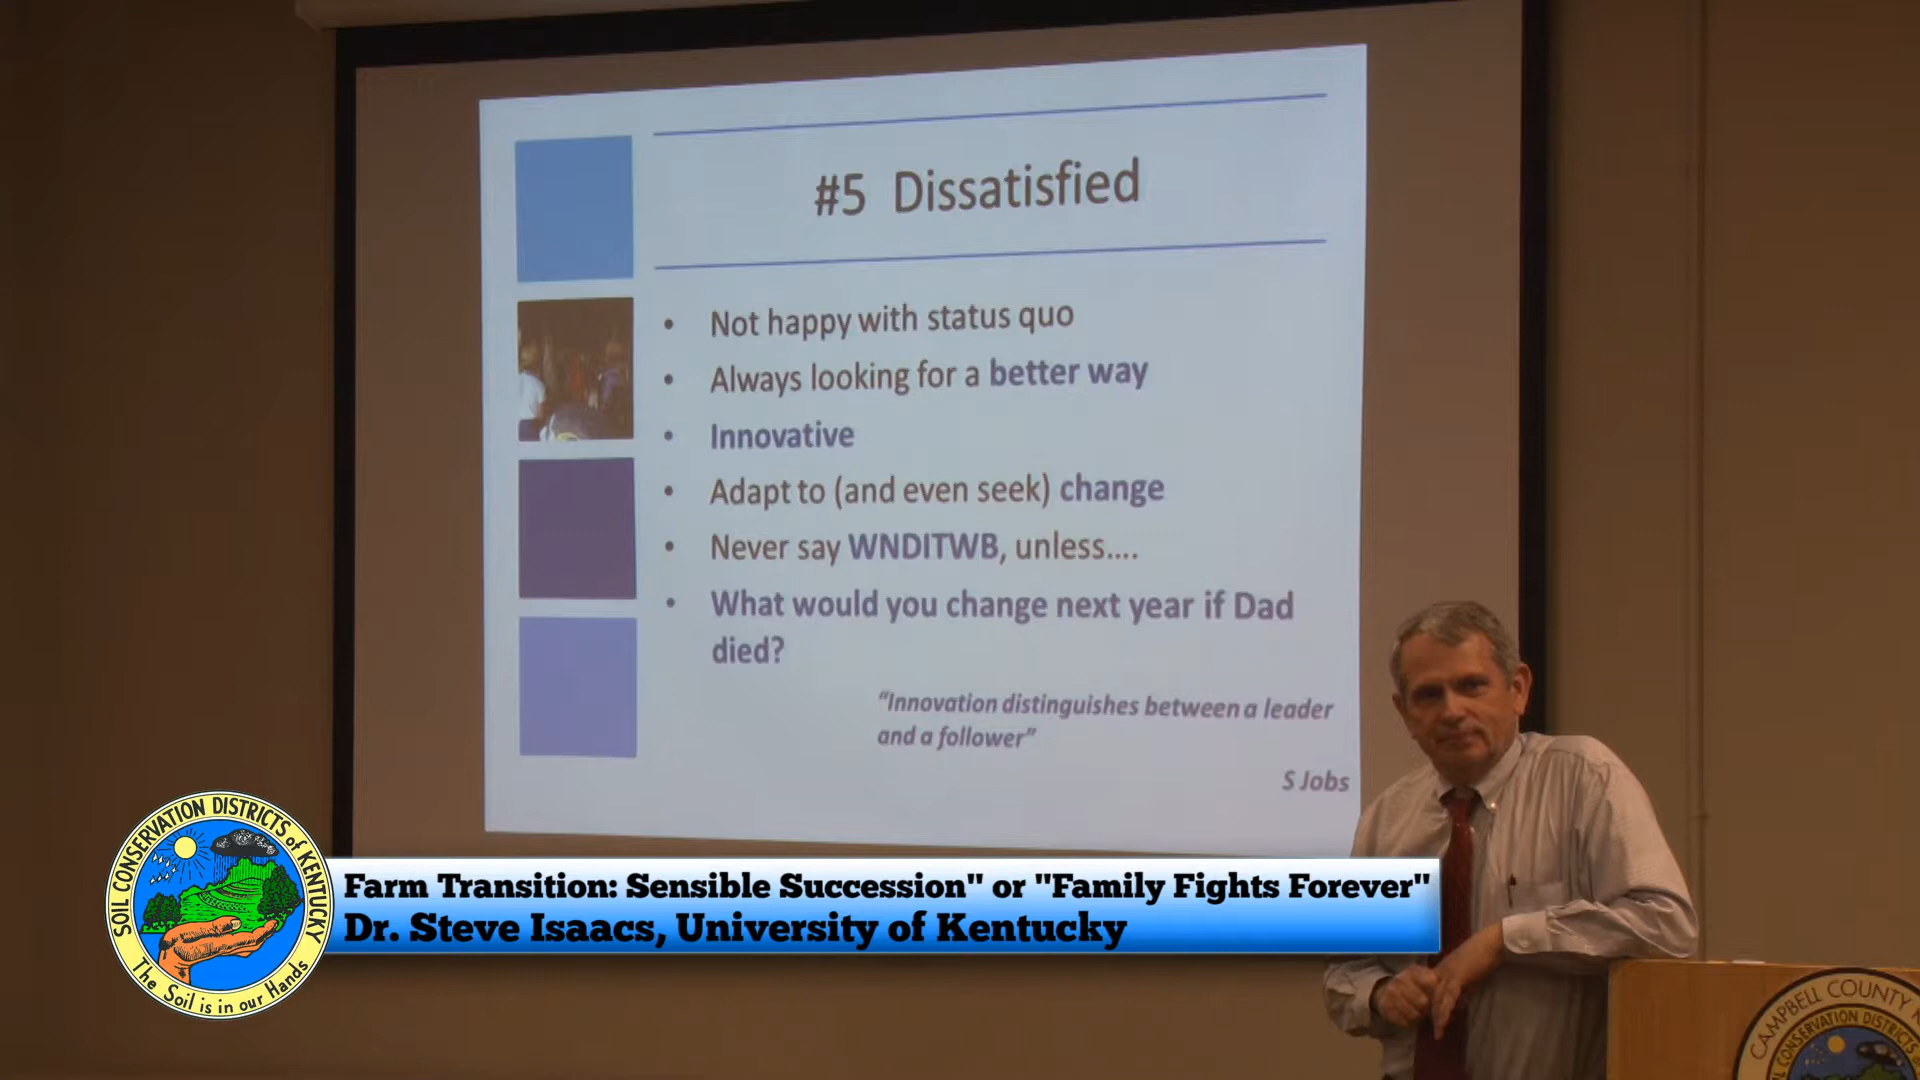 #5 Dissatisfied
• Not happy with status quo
• Always looking for a better way
• Innovative
• Adapt to (and even seek) change
• Never say WNDITWB, unless....
• What would you change next year if Dad
died?
“Innovation distinguishes between a leader
and a follower”
S Jobs
SOIL CONSERVATION DISTRICTS of KENTUCKY
The Soil is in our Hands
Farm Transition: Sensible Succession" or "Family Fights Forever"
Dr. Steve Isaacs, University of Kentucky
CAMPBELL COUNTY
CONSERVATION DISTRICTS